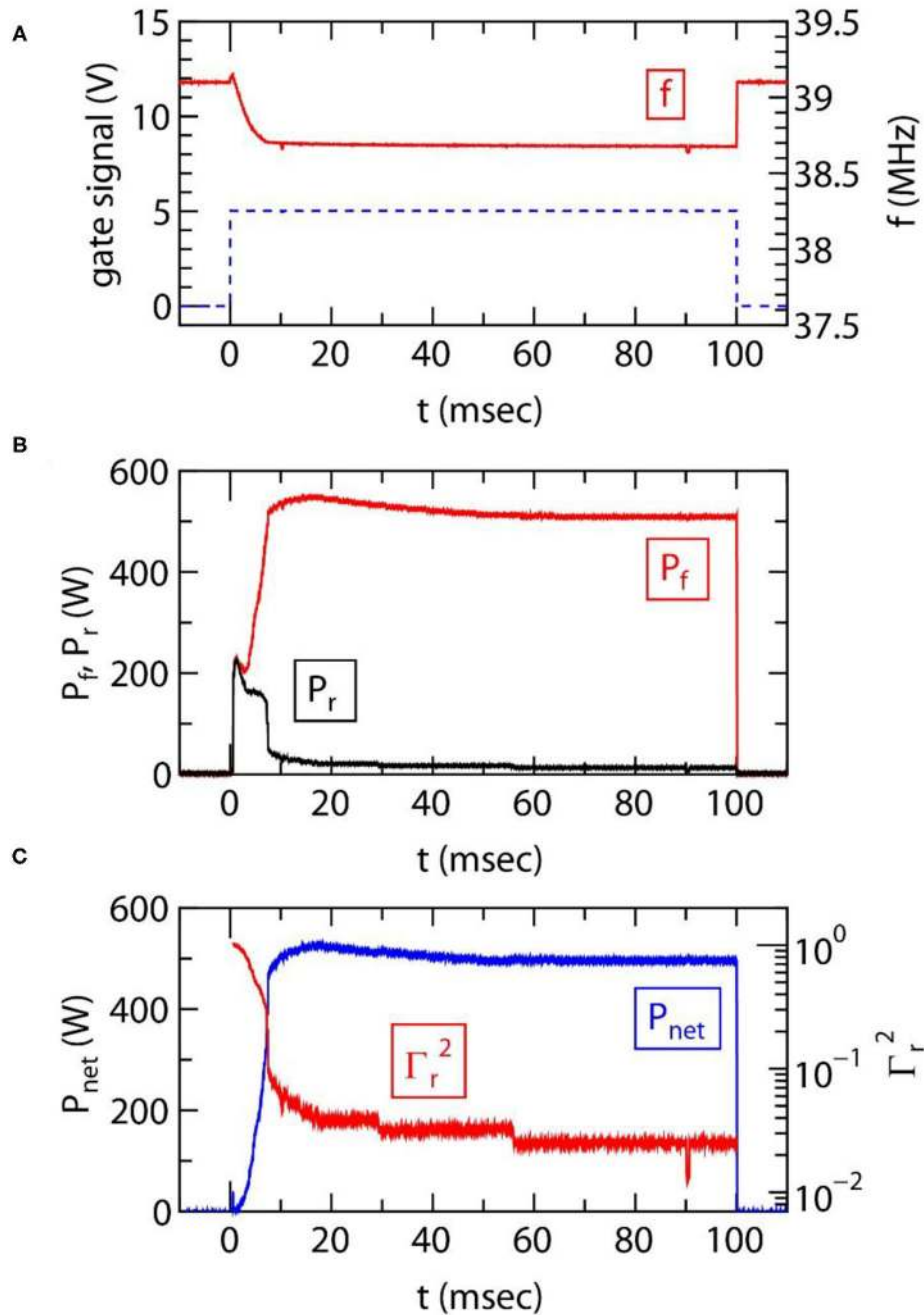 A
15
10
5
0
gate signal (V)
f
39.5
39
38.5
38
37.5
f (MHz)
0 20 40 60 80 100
t (msec)
B
600
400
200
0
P_f, P_r (W)
P_f
P_r
0 20 40 60 80 100
t (msec)
C
600
400
200
0
P_net (W)
P_net
Γ_r^2
10^0
10^-1
10^-2
Γ_r^2
0 20 40 60 80 100
t (msec)